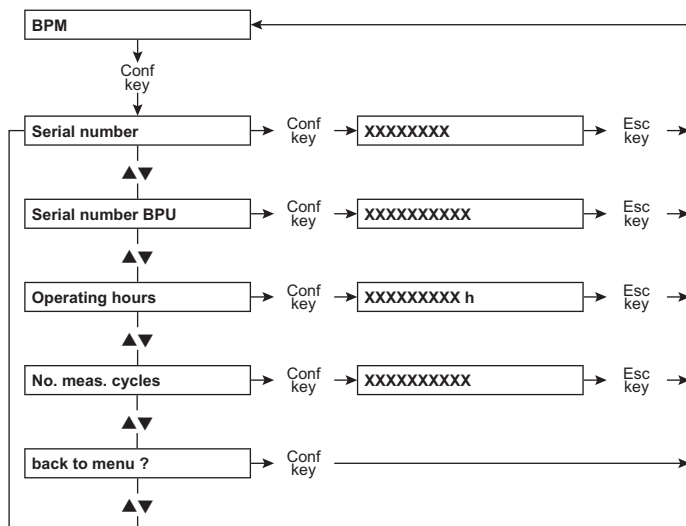 BPM
Conf
key
Serial number
Conf
key
XXXXXXXX
Esc
key
▲▼
Serial number BPU
Conf
key
XXXXXXXXXX
Esc
key
▲▼
Operating hours
Conf
key
XXXXXXXXX h
Esc
key
▲▼
No. meas. cycles
Conf
key
XXXXXXXXXX
Esc
key
▲▼
back to menu ?
Conf
key
▲▼